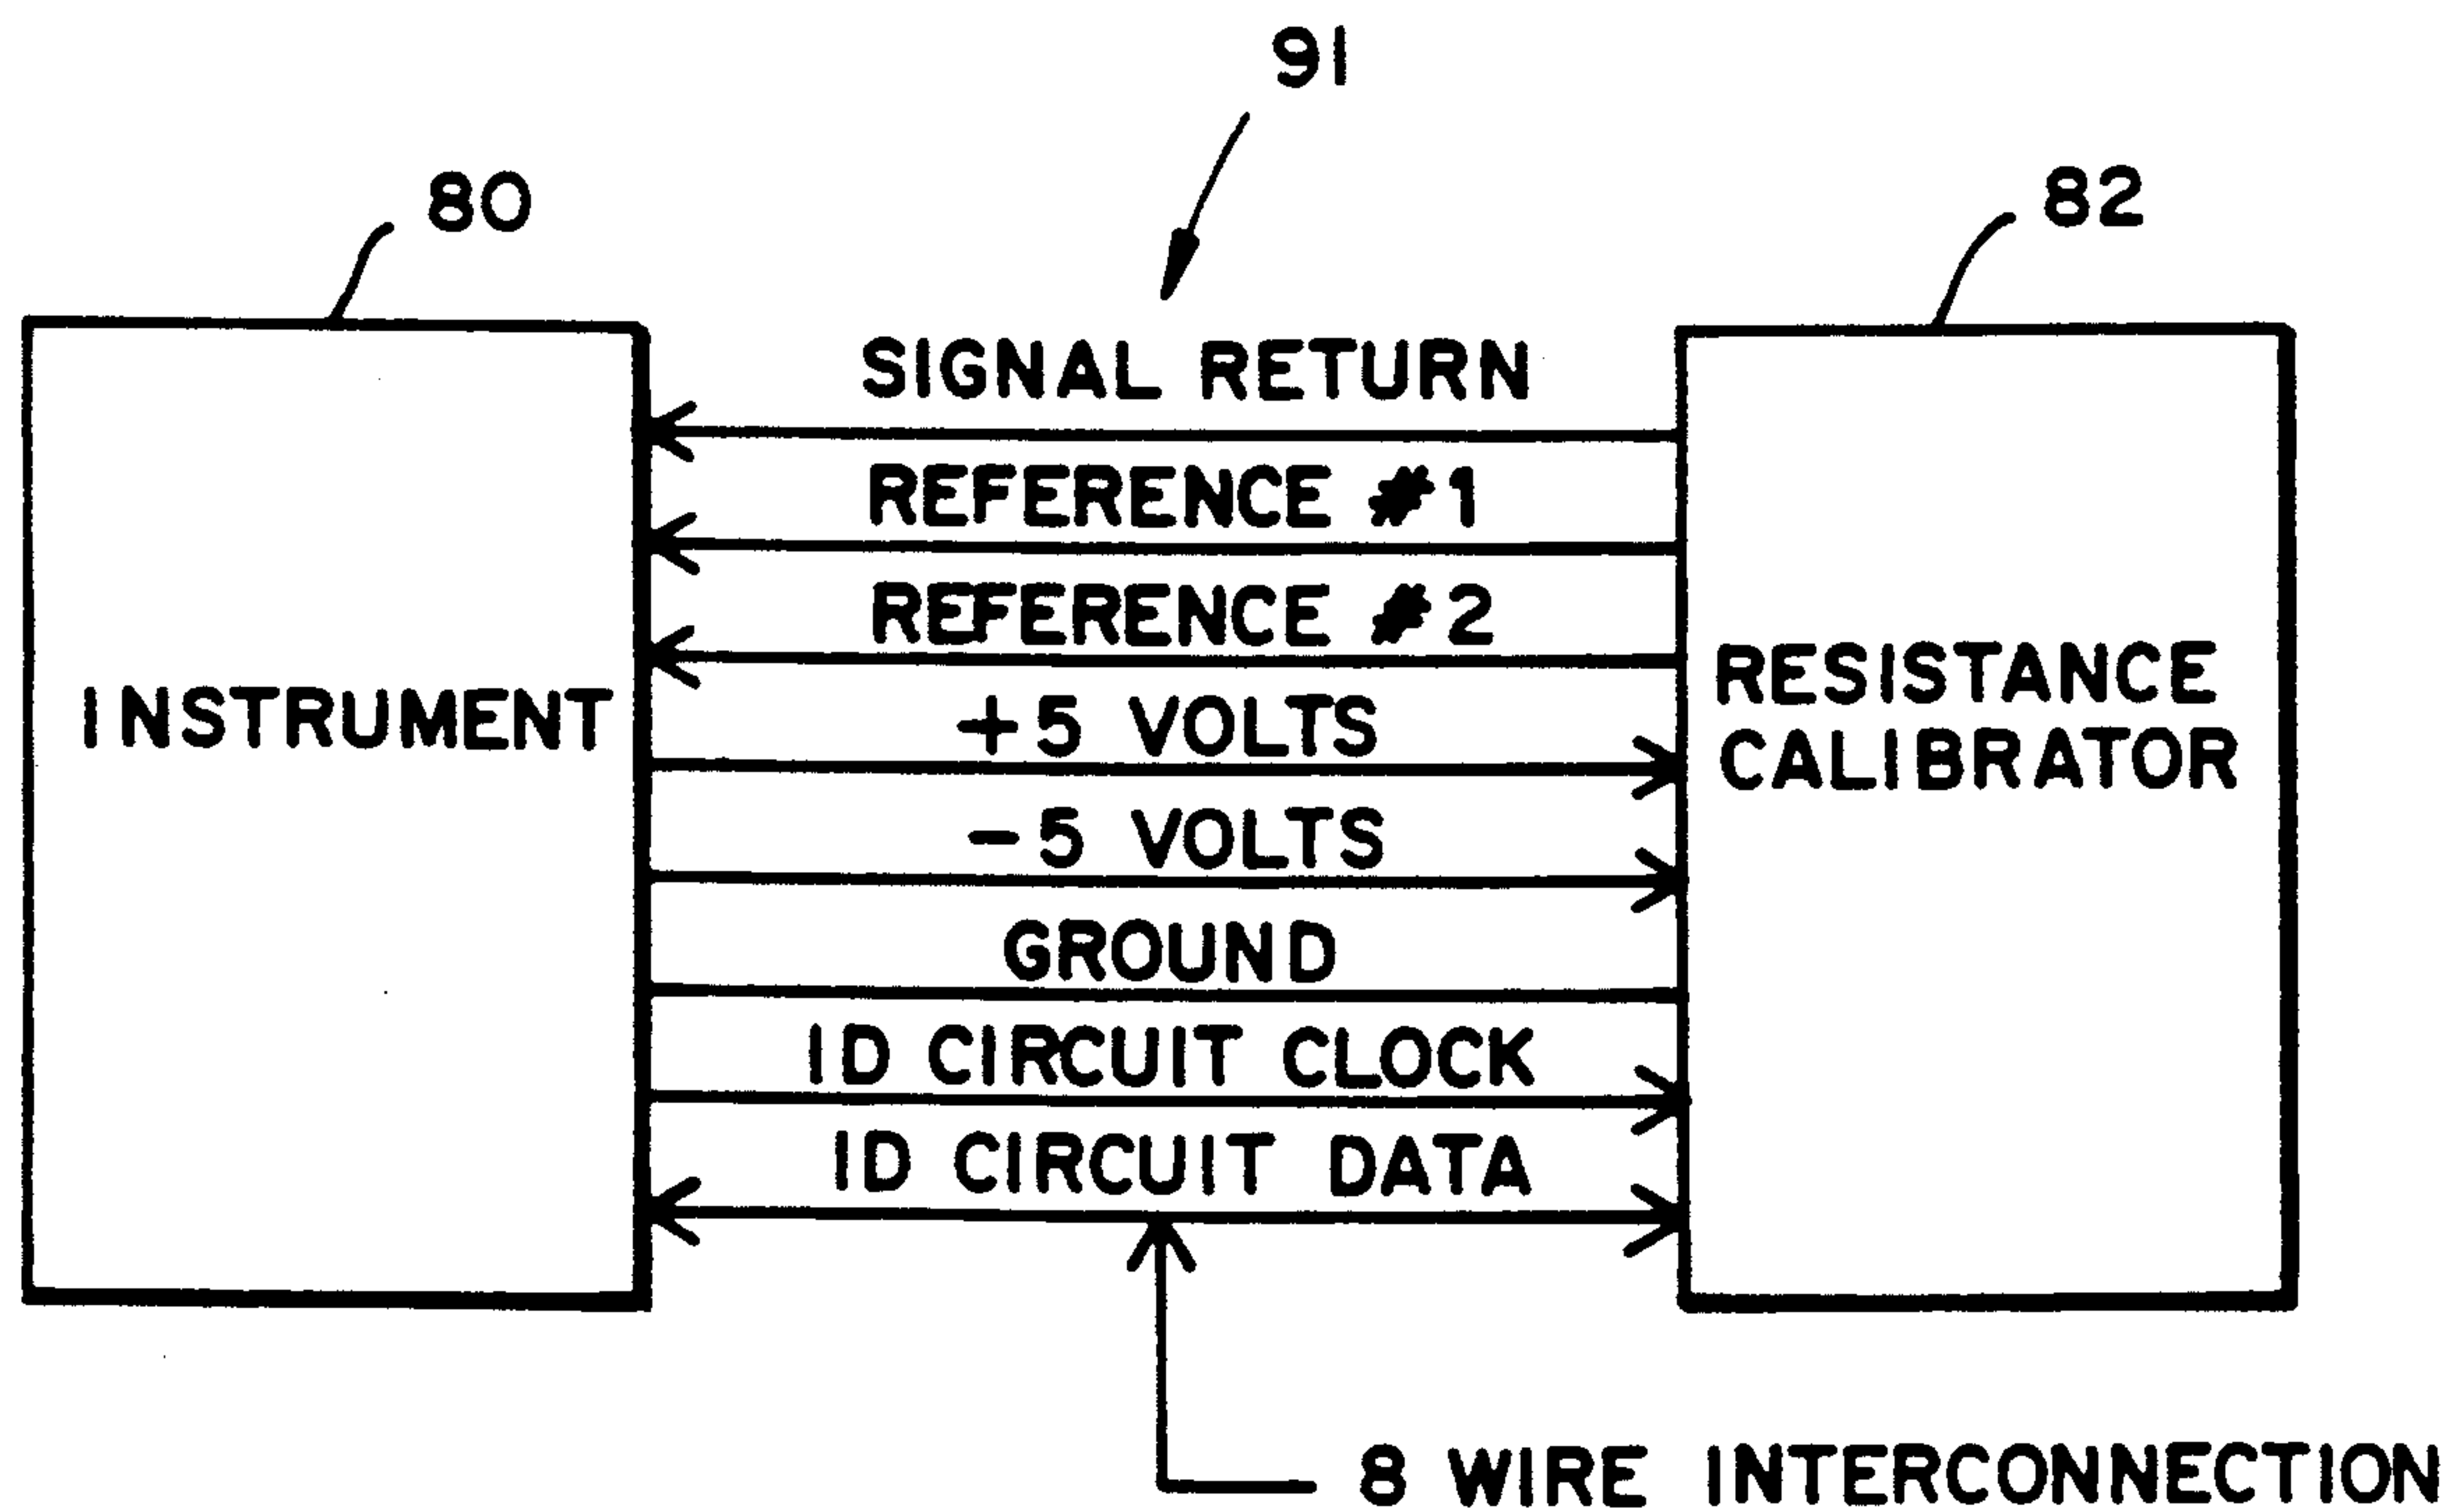 91
80
82
SIGNAL RETURN
REFERENCE #1
REFERENCE #2
INSTRUMENT
+5 VOLTS
RESISTANCE
CALIBRATOR
-5 VOLTS
GROUND
ID CIRCUIT CLOCK
ID CIRCUIT DATA
8 WIRE INTERCONNECTION